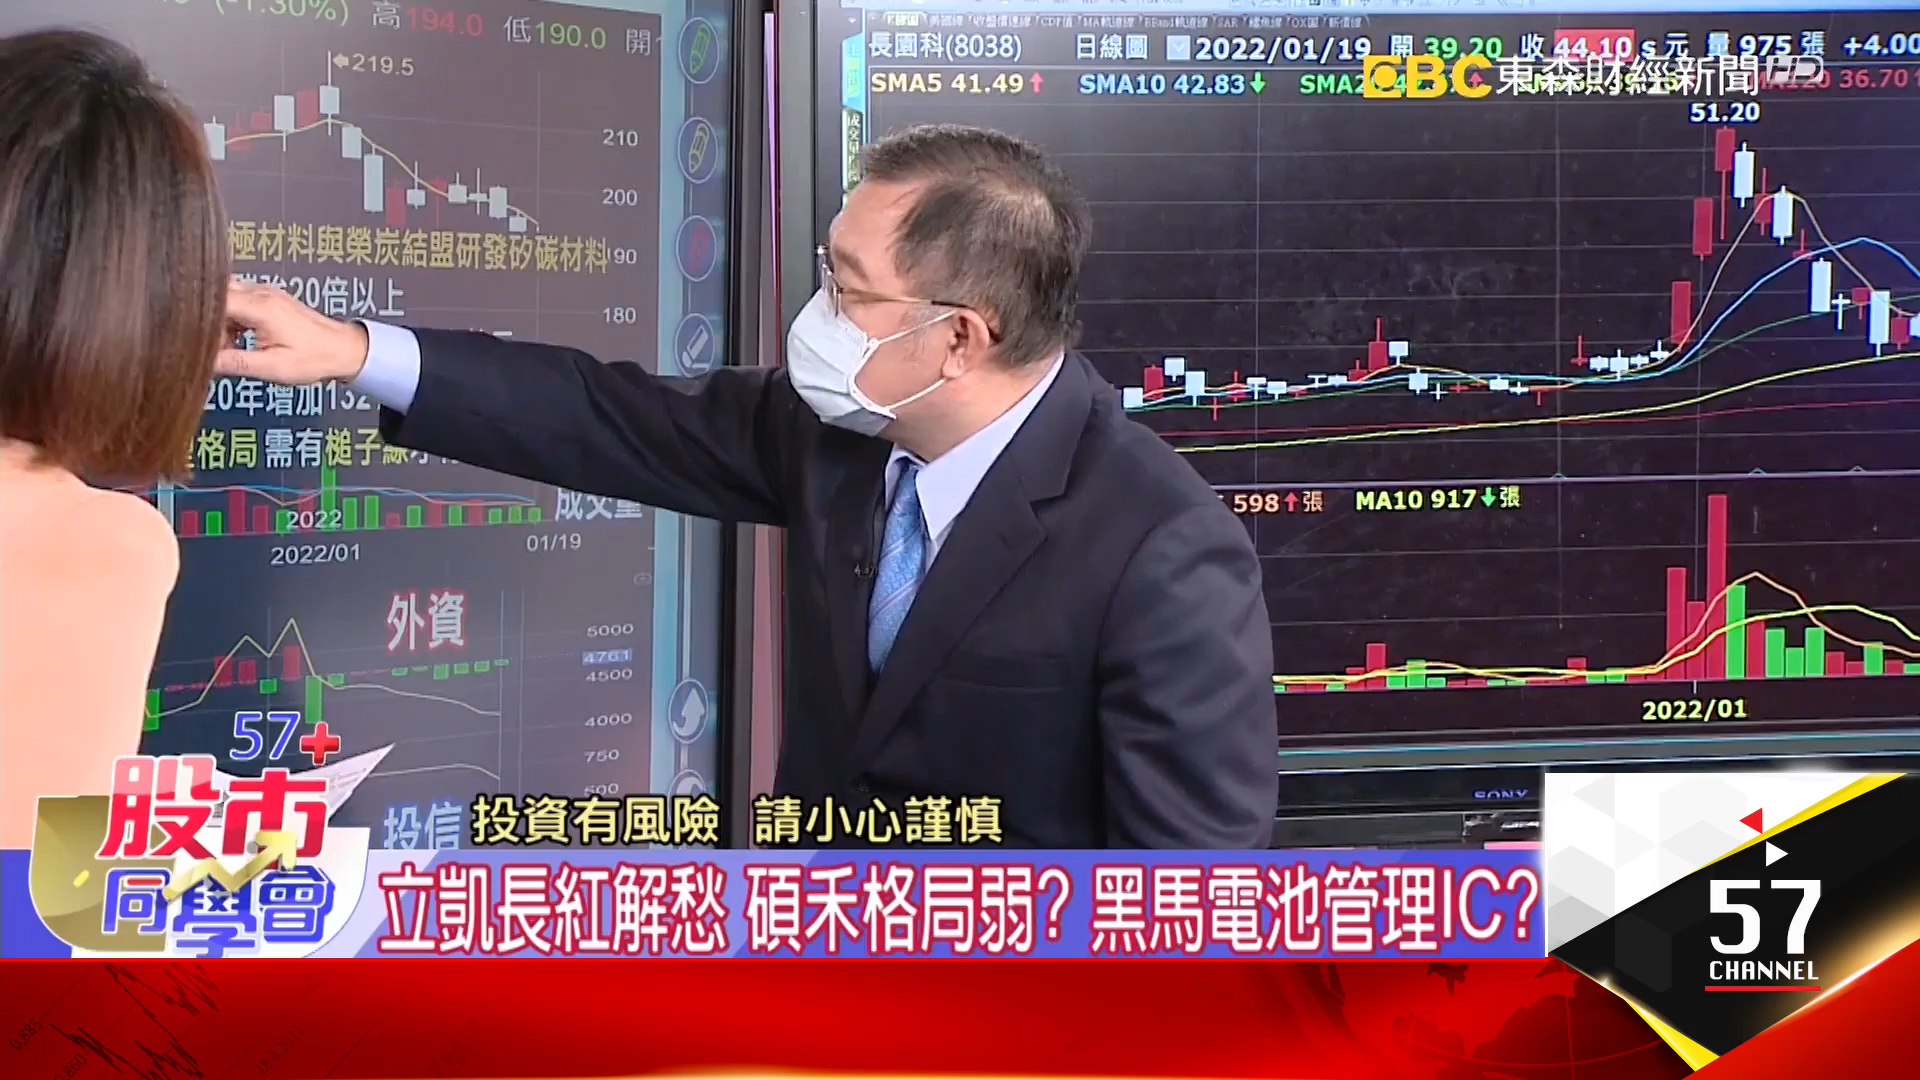 (-1.30%) 高194.0 低190.0 開
219.5
210
200
190
180
極材料與榮炭結盟研發矽碳材料
20倍以上
20年增加132
格局 需有槌子線
成交量
2022
2022/01
01/19
外資
5000
4761
4500
4000
750
500
投信
長園科(8038) 日線圖 2022/01/19 開 39.20 收 44.10 s 元 量 975 張 +4.00
SMA5 41.49↑ SMA10 42.83↓
36.70
EBC 東森財經新聞 HD
51.20
598↑張 MA10 917↓張
2022/01
SONY
57+
股市
同學會
投資有風險 請小心謹慎
立凱長紅解愁 碩禾格局弱? 黑馬電池管理IC?
57
CHANNEL